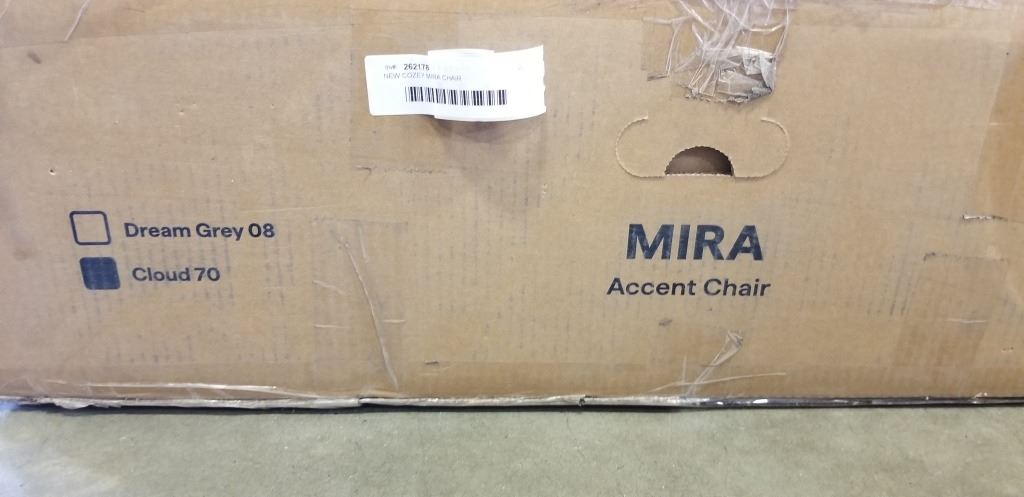 262178
NEW COZEY MIRA CHAIR
Dream Grey 08
Cloud 70
MIRA
Accent Chair